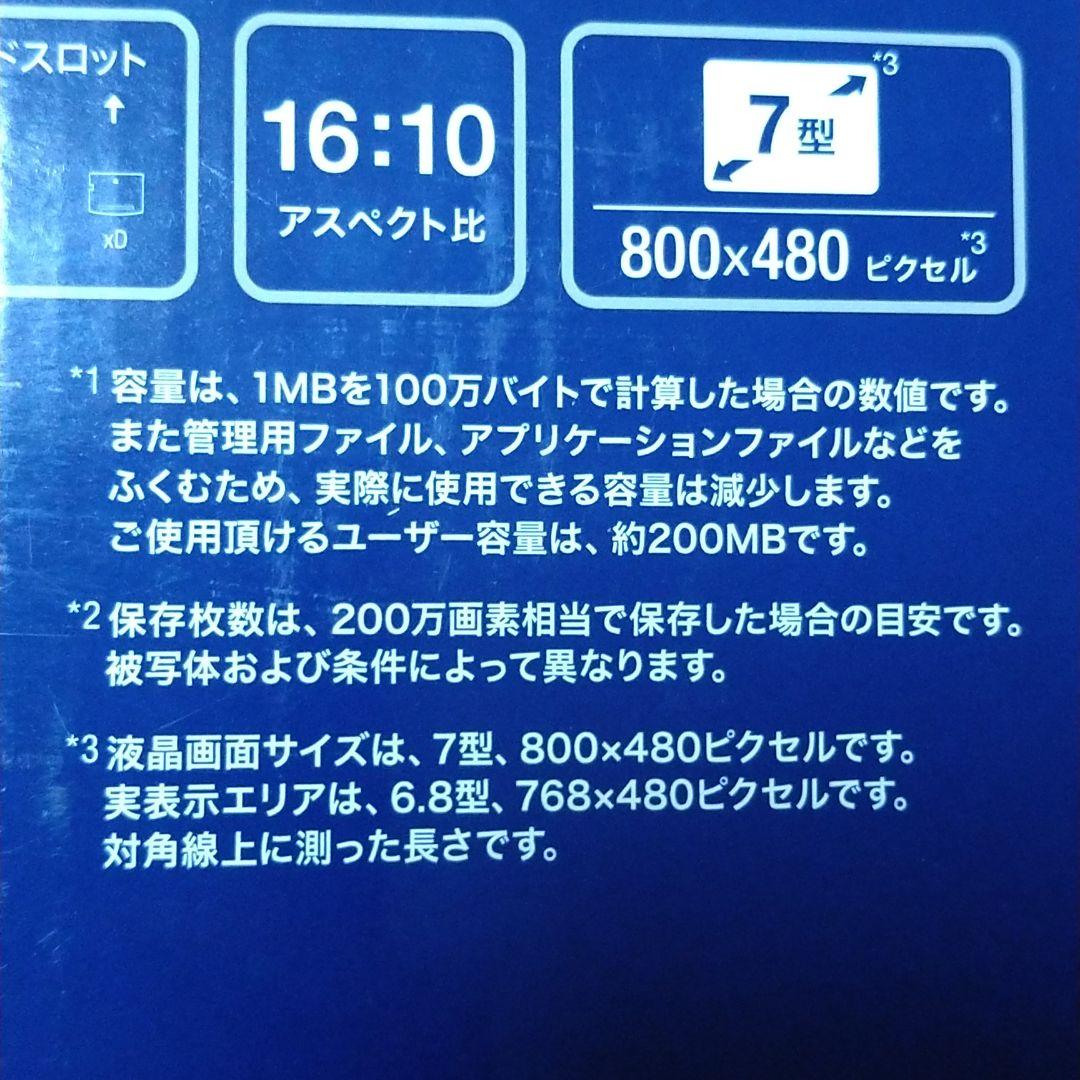 ドスロット
xD
16:10
アスペクト比
7型 *3
800x480 ピクセル*3
*1 容量は、1MBを100万バイトで計算した場合の数値です。
また管理用ファイル、アプリケーションファイルなどを
ふくむため、実際に使用できる容量は減少します。
ご使用頂けるユーザー容量は、約200MBです。
*2 保存枚数は、200万画素相当で保存した場合の目安です。
被写体および条件によって異なります。
*3 液晶画面サイズは、7型、800×480ピクセルです。
実表示エリアは、6.8型、768×480ピクセルです。
対角線上に測った長さです。